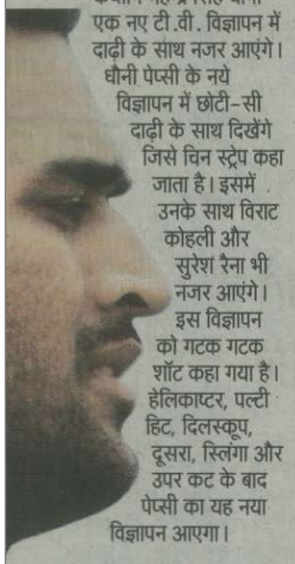 एक नए टी.वी. विज्ञापन में
दाढ़ी के साथ नजर आएंगे।
धौनी पेप्सी के नये
विज्ञापन में छोटी-सी
दाढ़ी के साथ दिखेंगे
जिसे चिन स्ट्रेप कहा
जाता है। इसमें
उनके साथ विराट
कोहली और
सुरेश रैना भी
नजर आएंगे।
इस विज्ञापन
को गटक गटक
शॉट कहा गया है।
हेलिकाप्टर, पल्टी
हिट, दिलस्कूप,
दूसरा, स्लिंगा और
उपर कट के बाद
पेप्सी का यह नया
विज्ञापन आएगा।